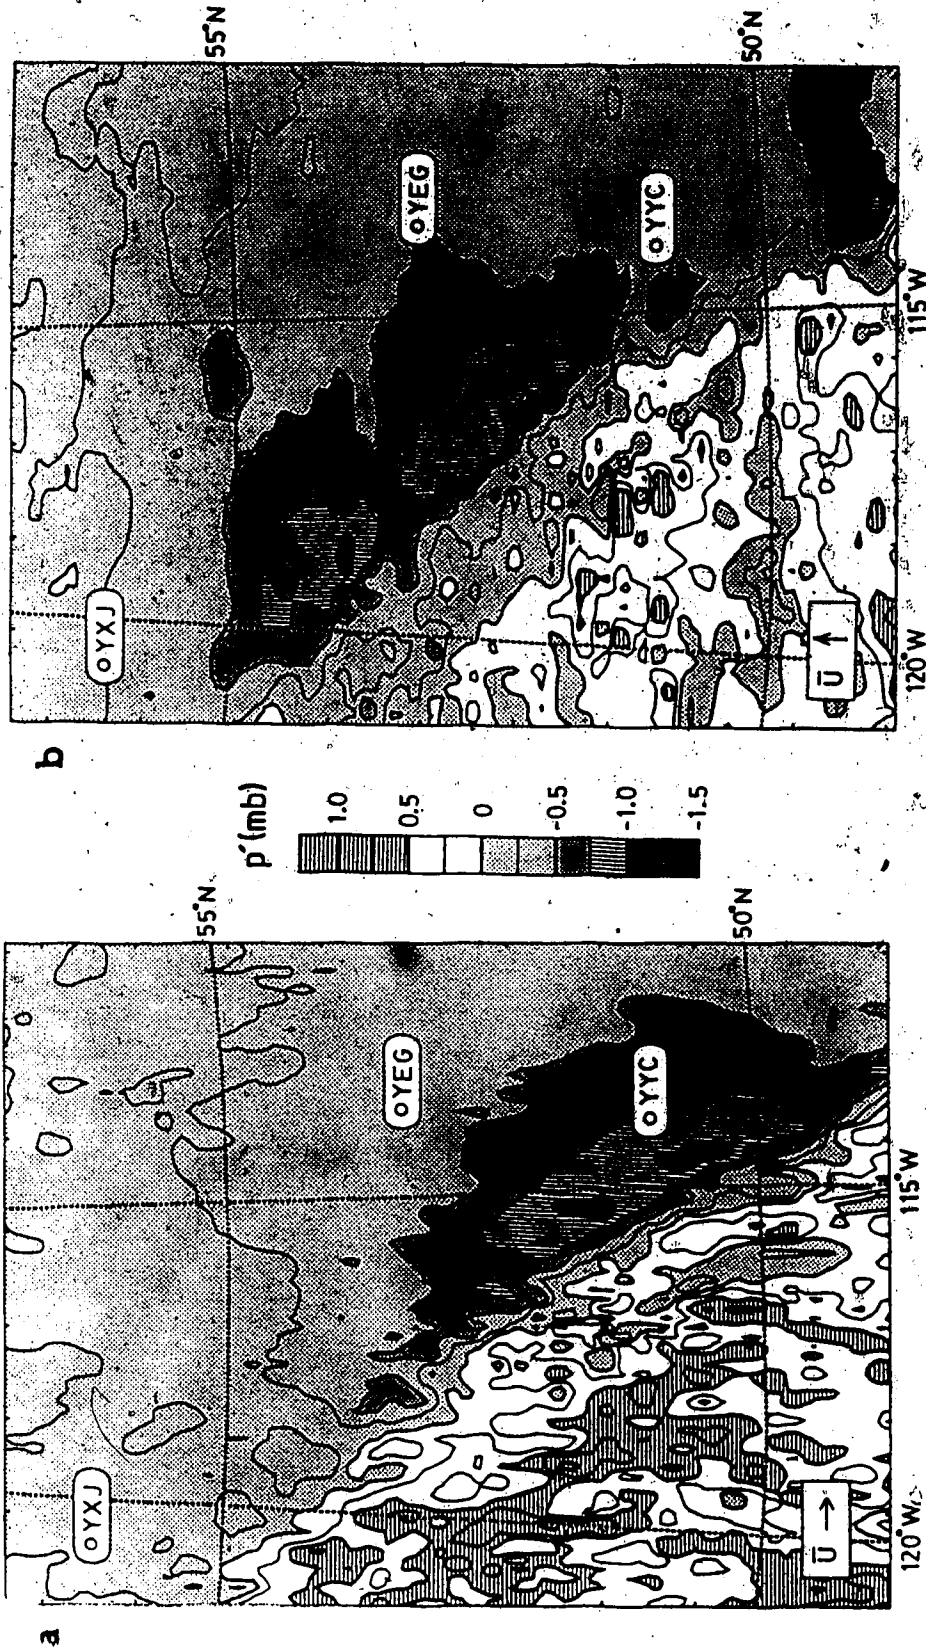 a
55°N
50°N
o YXJ
o YEG
o YYC
Ū →
120°W
115°W
p′(mb)
1.0
0.5
0
-0.5
-1.0
-1.5
b
55°N
50°N
o YXJ
o YEG
o YYC
Ū ↑
120°W
115°W